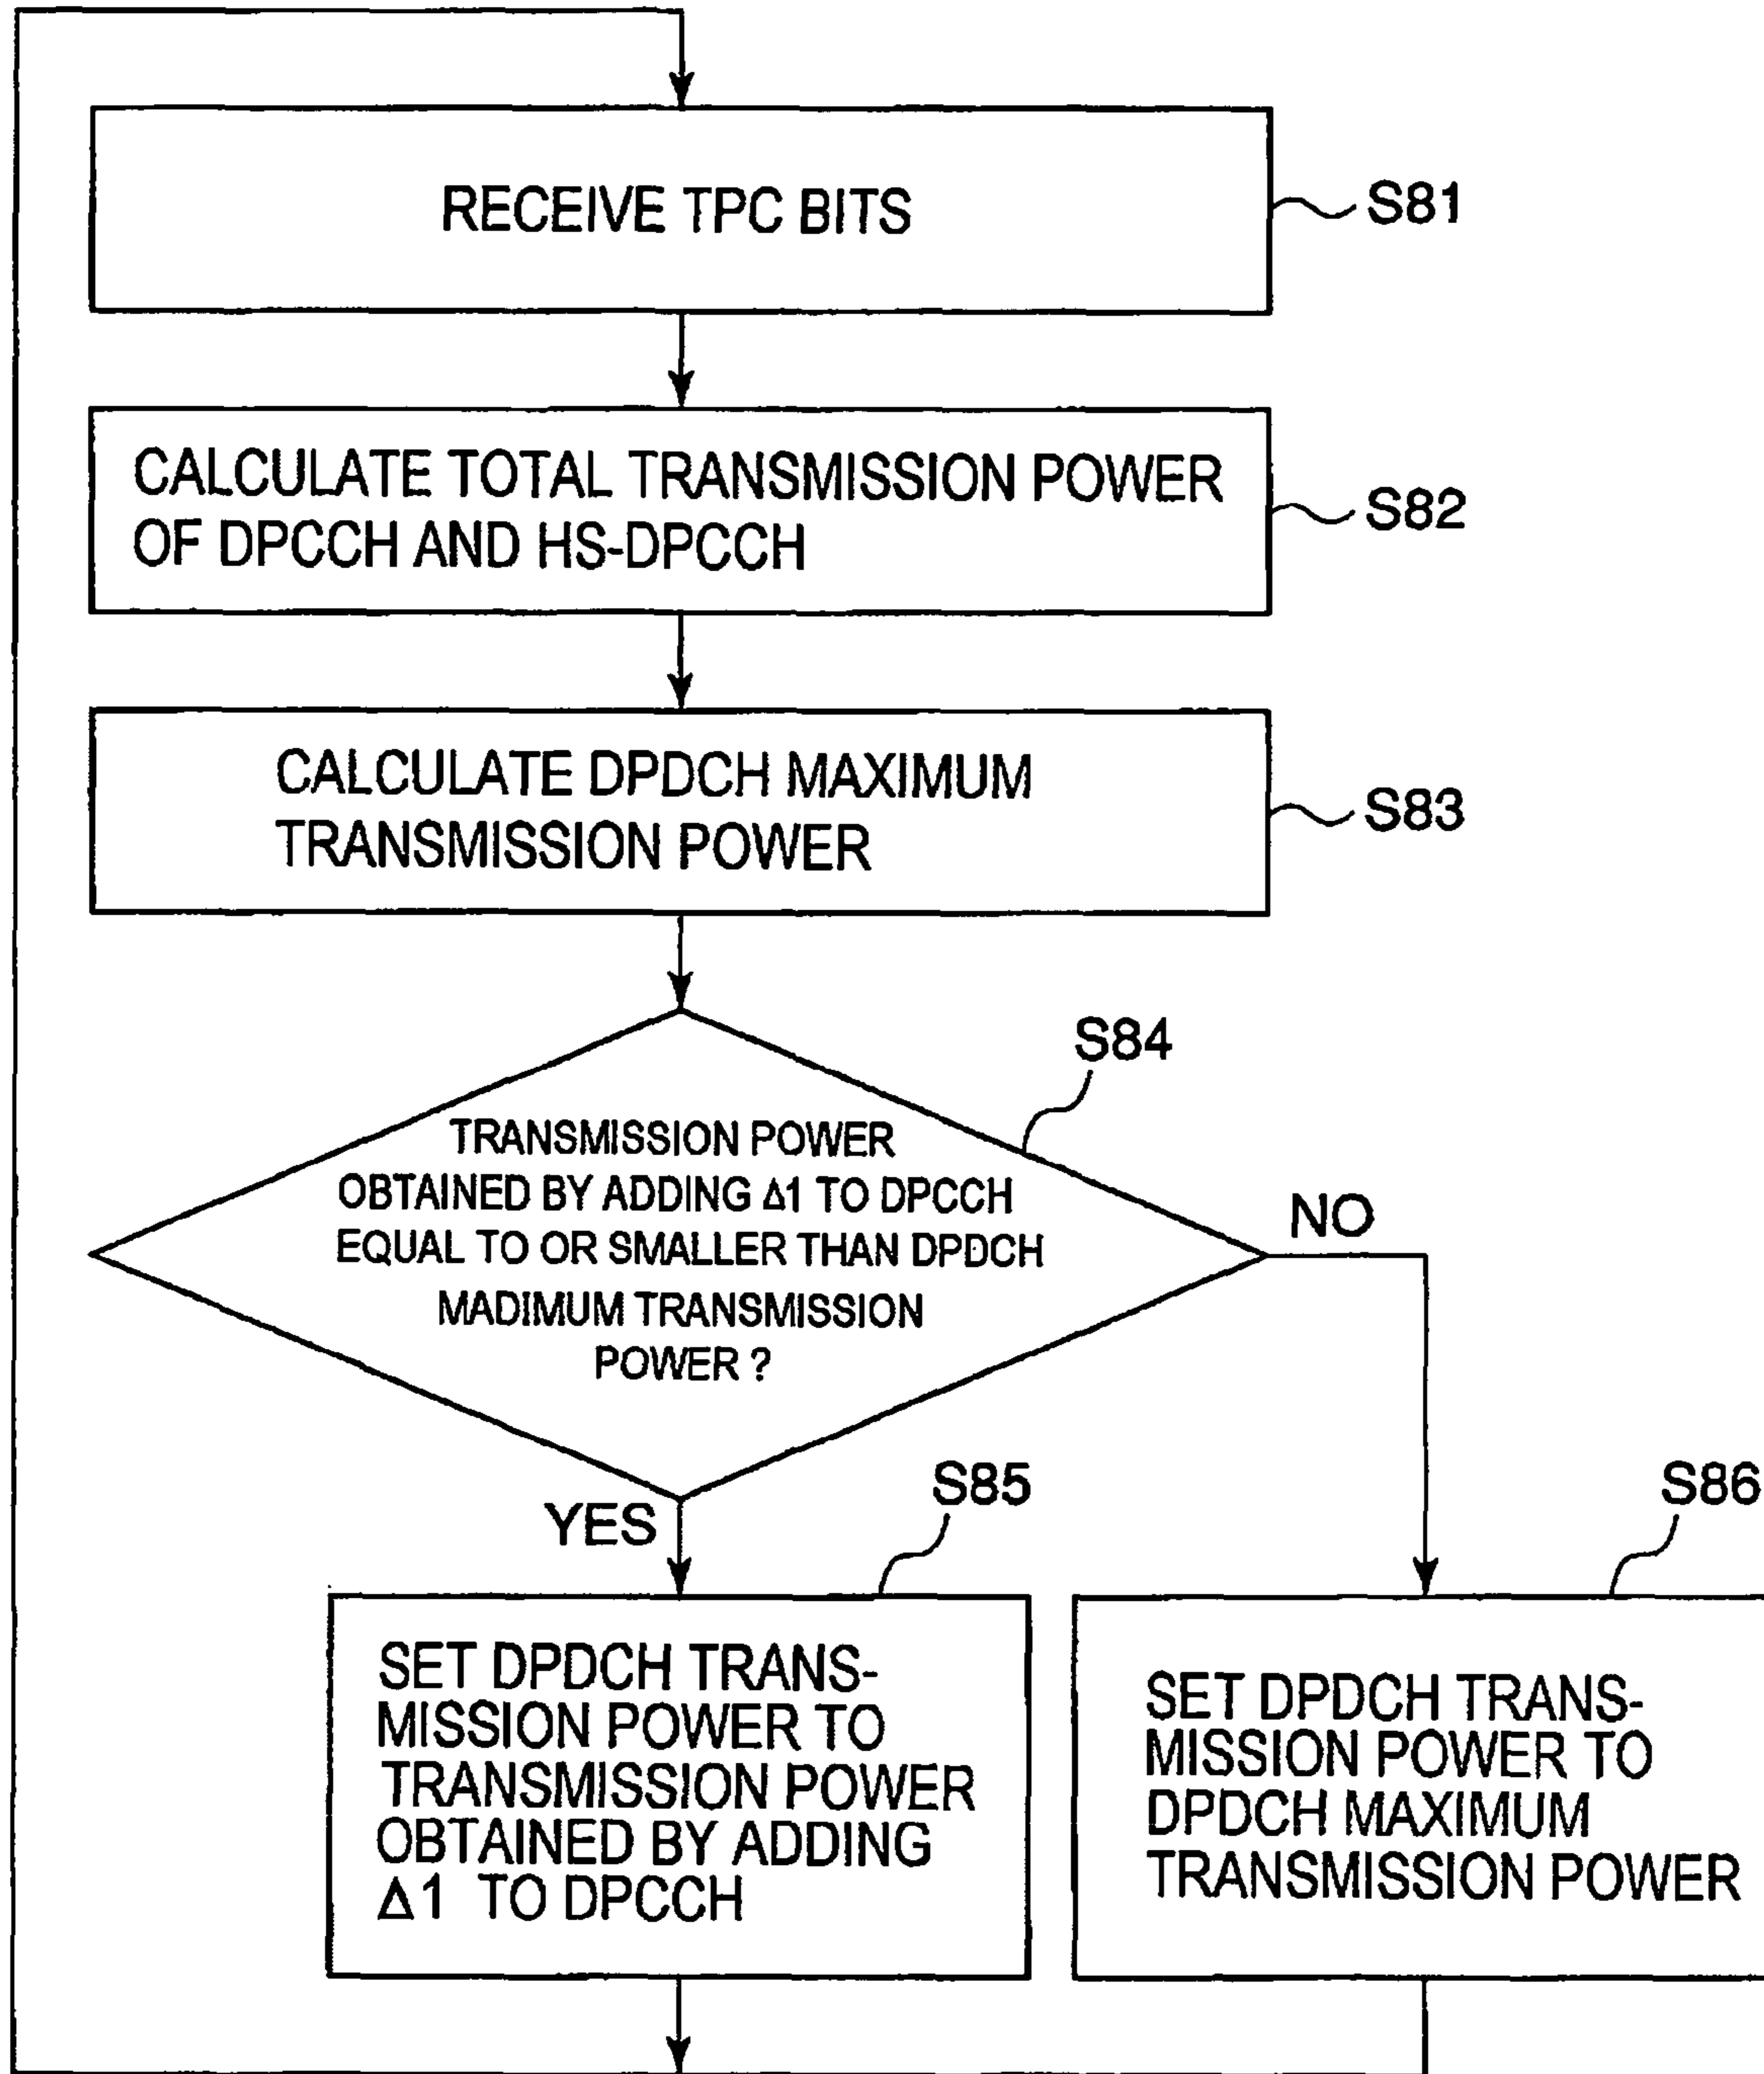 RECEIVE TPC BITS
S81
CALCULATE TOTAL TRANSMISSION POWER
OF DPCCH AND HS-DPCCH
S82
CALCULATE DPDCH MAXIMUM
TRANSMISSION POWER
S83
S84
TRANSMISSION POWER
OBTAINED BY ADDING Δ1 TO DPCCH
EQUAL TO OR SMALLER THAN DPDCH
MADIMUM TRANSMISSION
POWER ?
NO
YES
S85
SET DPDCH TRANS-
MISSION POWER TO
TRANSMISSION POWER
OBTAINED BY ADDING
Δ1 TO DPCCH
S86
SET DPDCH TRANS-
MISSION POWER TO
DPDCH MAXIMUM
TRANSMISSION POWER